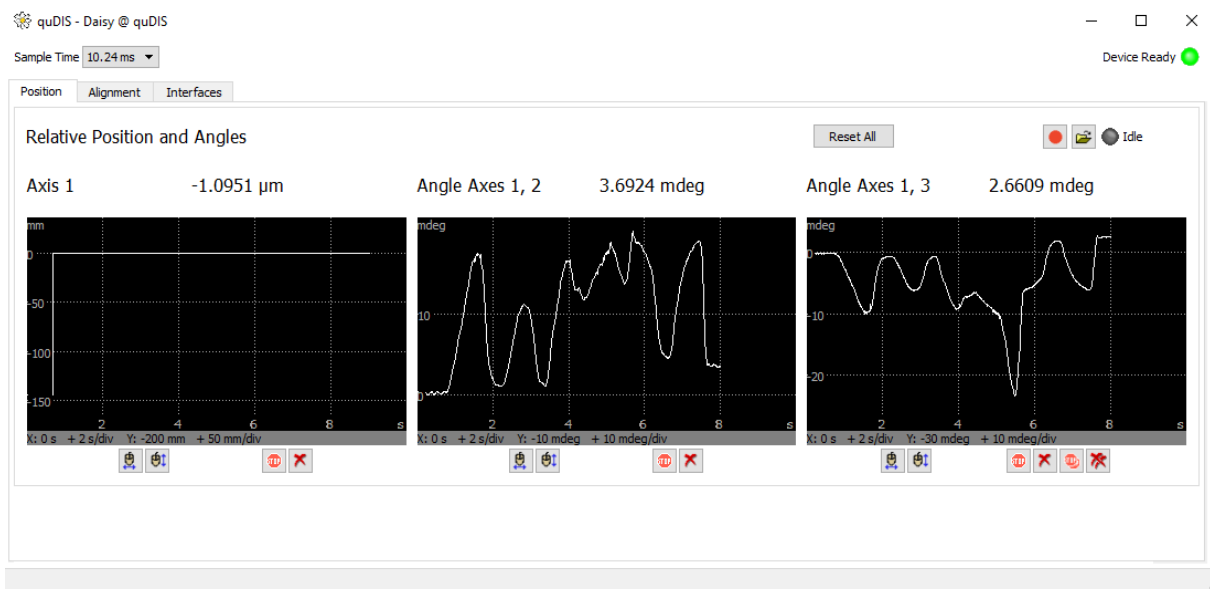 quDIS - Daisy @ quDIS
Sample Time 10.24 ms
Device Ready
Position Alignment Interfaces
Relative Position and Angles
Reset All
Idle
Axis 1 -1.0951 µm
Angle Axes 1, 2 3.6924 mdeg
Angle Axes 1, 3 2.6609 mdeg
mm
0
-50
-100
-150
2 4 6 8 s
X: 0 s + 2 s/div Y: -200 mm + 50 mm/div
STOP
mdeg
10
0
2 4 6 8 s
X: 0 s + 2 s/div Y: -10 mdeg + 10 mdeg/div
STOP
mdeg
0
-10
-20
2 4 6 8 s
X: 0 s + 2 s/div Y: -30 mdeg + 10 mdeg/div
STOP